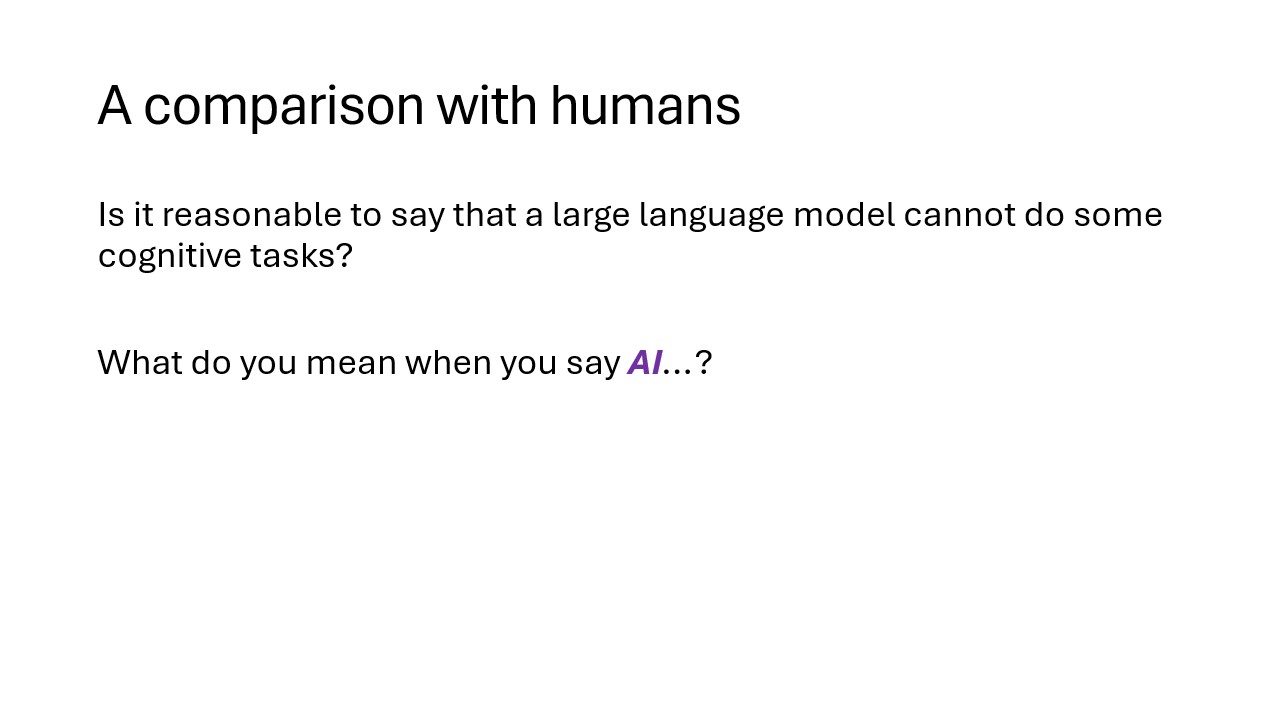 A comparison with humans
Is it reasonable to say that a large language model cannot do some
cognitive tasks?
What do you mean when you say AI...?